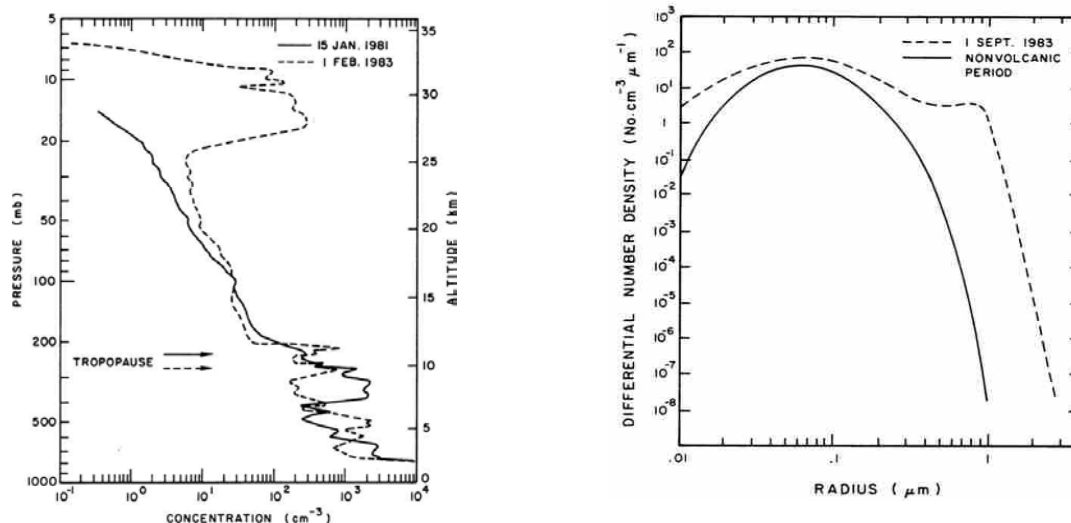 5
10
20
50
100
200
500
1000
PRESSURE (mb)
15 JAN. 1981
1 FEB. 1983
TROPOPAUSE
35
30
25
20
15
10
5
0
ALTITUDE (km)
10⁻¹ 10⁰ 10¹ 10² 10³ 10⁴
CONCENTRATION (cm⁻³)
10³
10²
10¹
1
10⁻¹
10⁻²
10⁻³
10⁻⁴
10⁻⁵
10⁻⁶
10⁻⁷
10⁻⁸
DIFFERENTIAL NUMBER DENSITY (No. cm⁻³ μm⁻¹)
1 SEPT. 1983
NONVOLCANIC
PERIOD
.01 .1 1
RADIUS (μm)